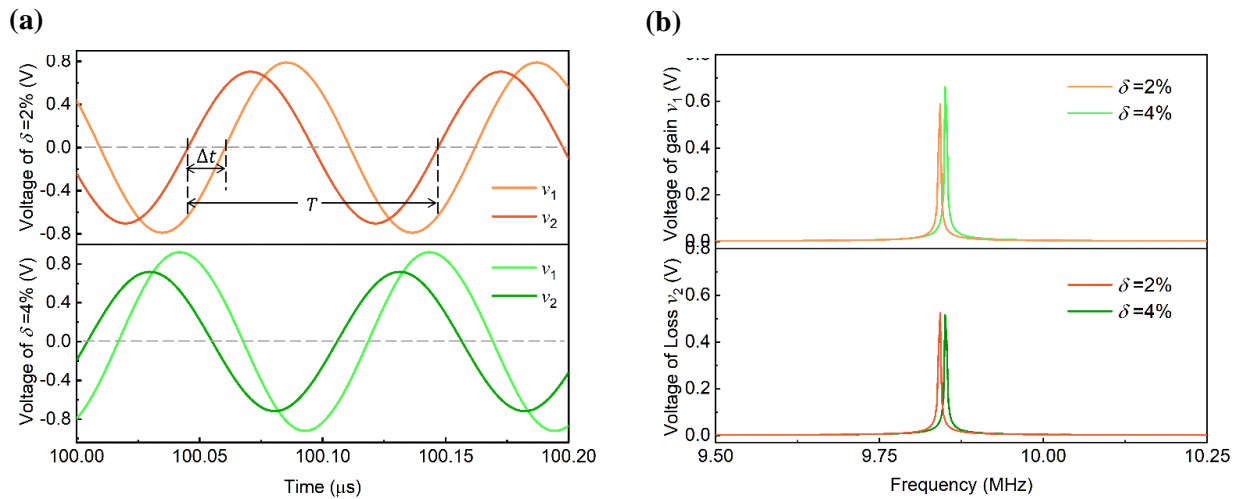 (a)
Voltage of δ=2% (V)
0.8
0.4
0.0
-0.4
-0.8
Δt
T
v1
v2
Voltage of δ=4% (V)
0.8
0.4
0.0
-0.4
-0.8
v1
v2
100.00 100.05 100.10 100.15 100.20
Time (μs)
(b)
Voltage of gain v1 (V)
0.6
0.4
0.2
0.0
δ=2%
δ=4%
Voltage of Loss v2 (V)
0.8
0.6
0.4
0.2
0.0
δ=2%
δ=4%
9.50 9.75 10.00 10.25
Frequency (MHz)